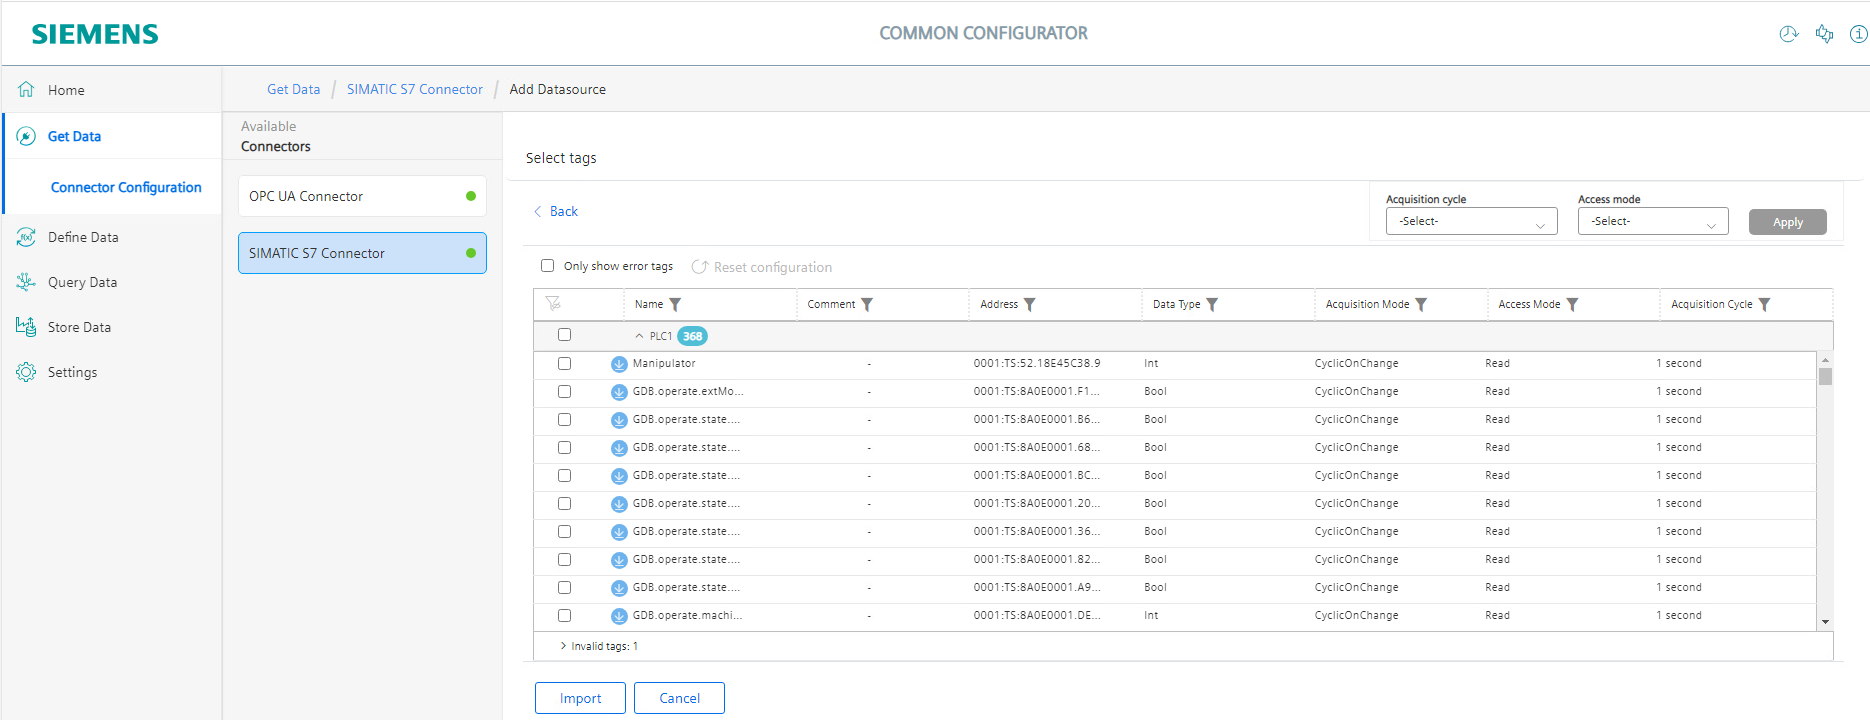 SIEMENS
COMMON CONFIGURATOR
Home
Get Data
Connector Configuration
Define Data
Query Data
Store Data
Settings
Get Data / SIMATIC S7 Connector / Add Datasource
Available
Connectors
OPC UA Connector
SIMATIC S7 Connector
Select tags
Back
Acquisition cycle
-Select-
Access mode
-Select-
Apply
Only show error tags
Reset configuration
Name Comment Address Data Type Acquisition Mode Access Mode Acquisition Cycle
PLC1 368
Manipulator - 0001:TS:52.18E45C38.9 Int CyclicOnChange Read 1 second
GDB.operate.extMo... - 0001:TS:8A0E0001.F1... Bool CyclicOnChange Read 1 second
GDB.operate.state.... - 0001:TS:8A0E0001.B6... Bool CyclicOnChange Read 1 second
GDB.operate.state.... - 0001:TS:8A0E0001.68... Bool CyclicOnChange Read 1 second
GDB.operate.state.... - 0001:TS:8A0E0001.BC... Bool CyclicOnChange Read 1 second
GDB.operate.state.... - 0001:TS:8A0E0001.20... Bool CyclicOnChange Read 1 second
GDB.operate.state.... - 0001:TS:8A0E0001.36... Bool CyclicOnChange Read 1 second
GDB.operate.state.... - 0001:TS:8A0E0001.82... Bool CyclicOnChange Read 1 second
GDB.operate.state.... - 0001:TS:8A0E0001.A9... Bool CyclicOnChange Read 1 second
GDB.operate.machi... - 0001:TS:8A0E0001.DE... Int CyclicOnChange Read 1 second
Invalid tags: 1
Import
Cancel